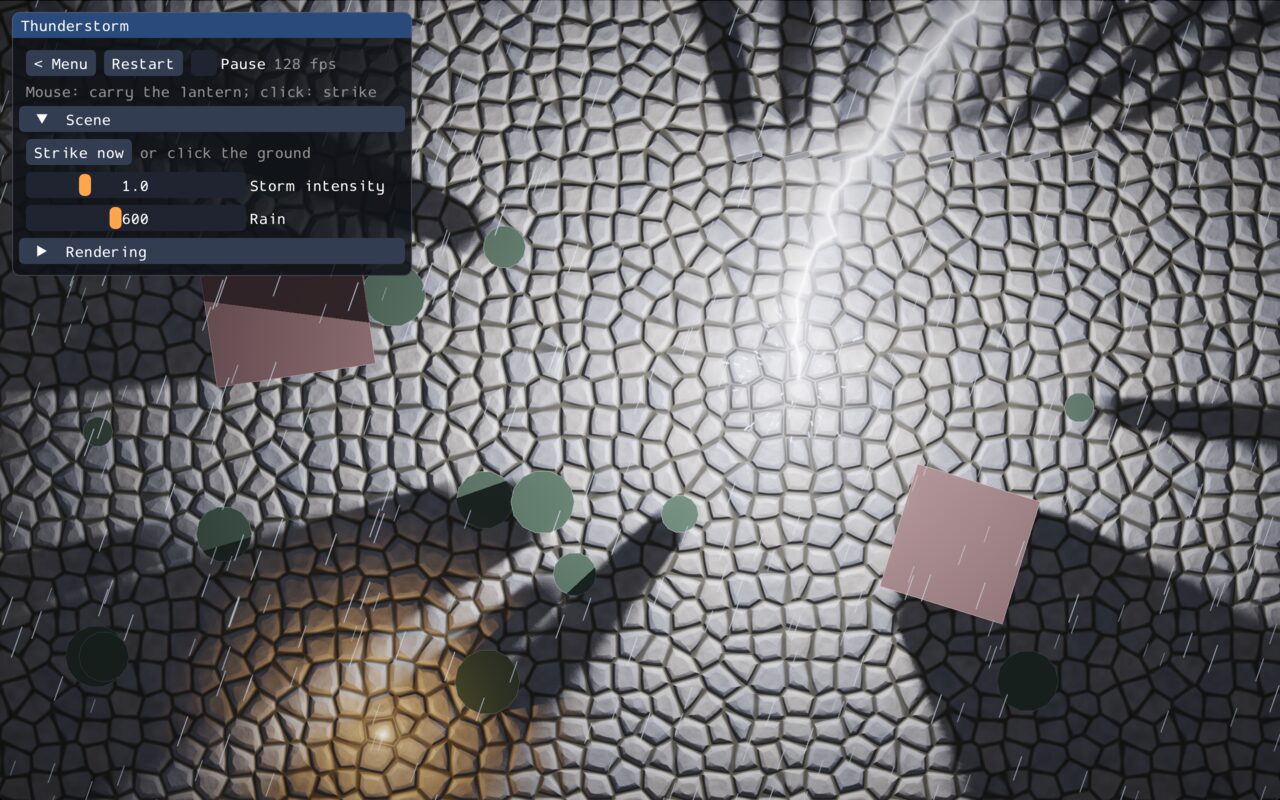 Thunderstorm
< Menu Restart Pause 128 fps
Mouse: carry the lantern; click: strike
Scene
Strike now or click the ground
1.0 Storm intensity
600 Rain
Rendering